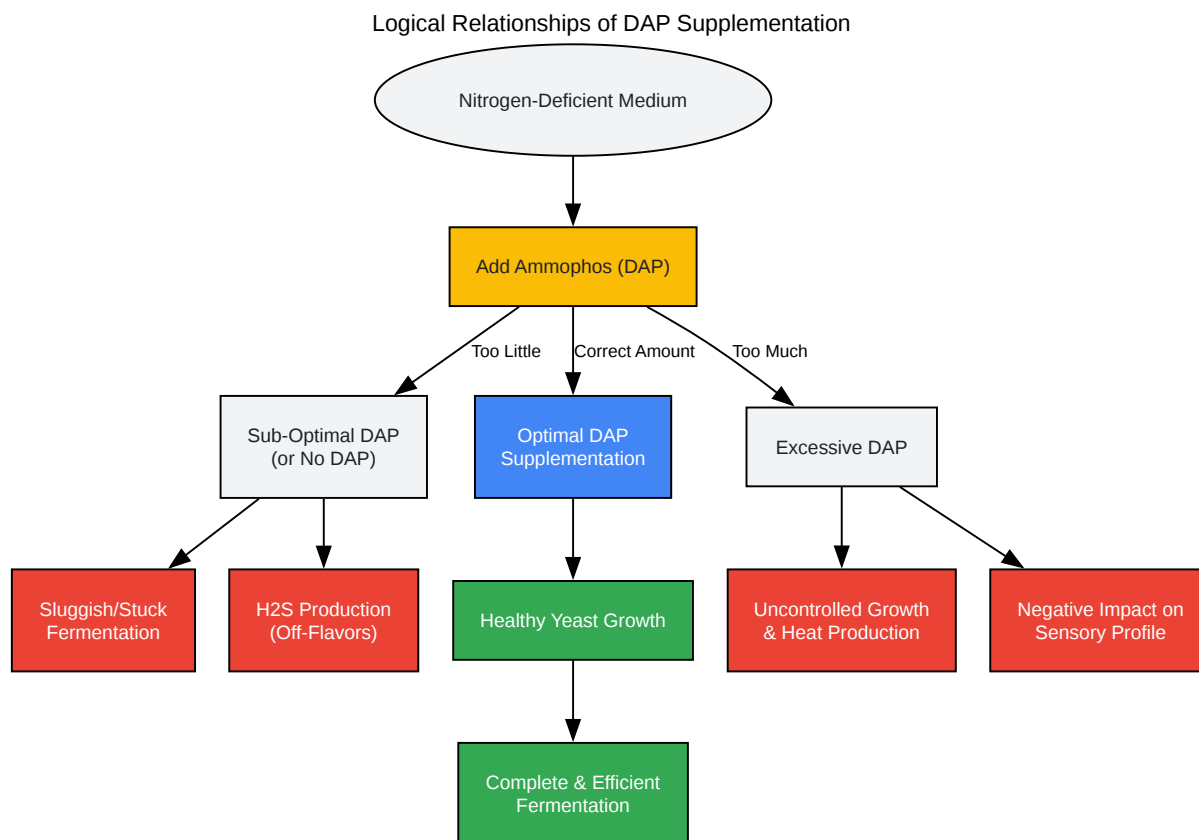 Logical Relationships of DAP Supplementation
Nitrogen-Deficient Medium
Add Ammophos (DAP)
Too Little
Correct Amount
Too Much
Sub-Optimal DAP
(or No DAP)
Optimal DAP
Supplementation
Excessive DAP
Sluggish/Stuck
Fermentation
H2S Production
(Off-Flavors)
Healthy Yeast Growth
Uncontrolled Growth
& Heat Production
Negative Impact on
Sensory Profile
Complete & Efficient
Fermentation